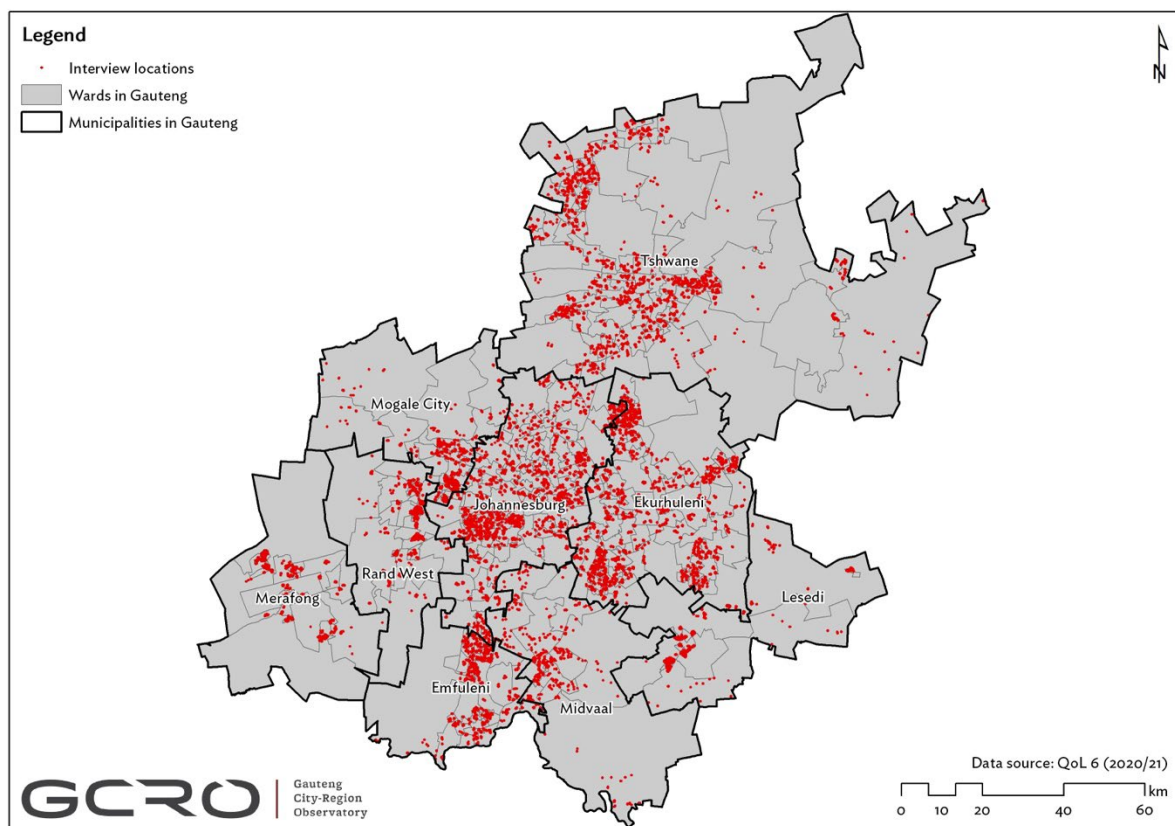 Legend
Interview locations
Wards in Gauteng
Municipalities in Gauteng
N
Tshwane
Mogale City
Johannesburg
Ekurhuleni
Rand West
Merafong
Lesedi
Emfuleni
Midvaal
GCRO
Gauteng
City-Region
Observatory
Data source: QoL 6 (2020/21)
km
0 10 20 40 60